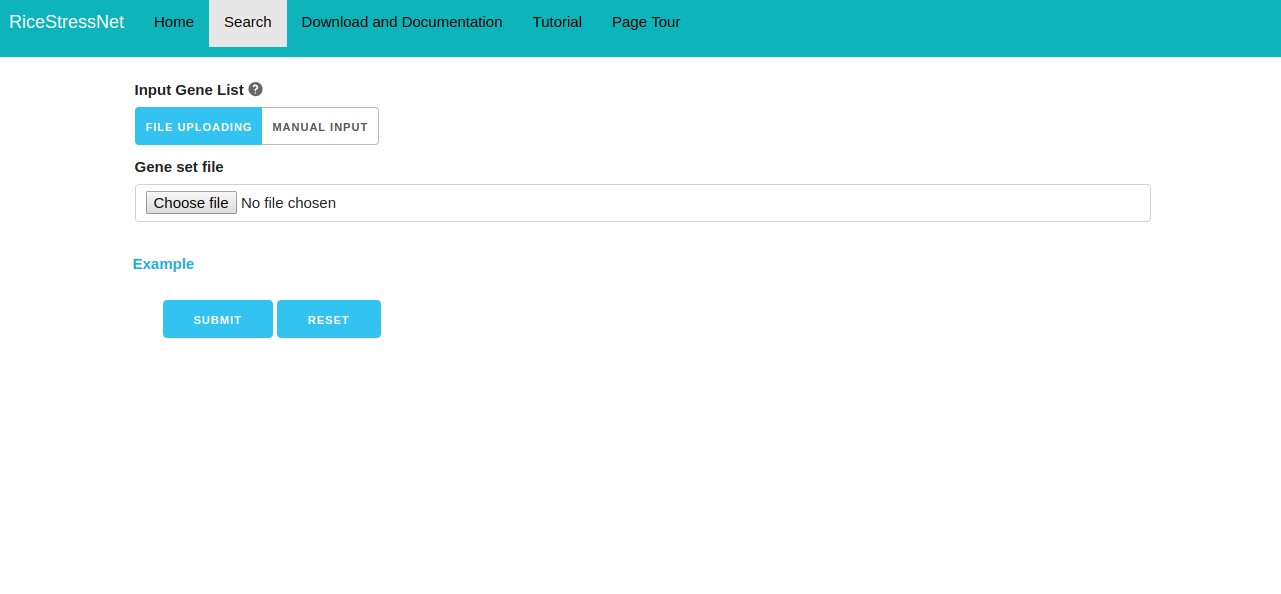 RiceStressNet Home Search Download and Documentation Tutorial Page Tour
Input Gene List ?
FILE UPLOADING MANUAL INPUT
Gene set file
Choose file No file chosen
Example
SUBMIT RESET